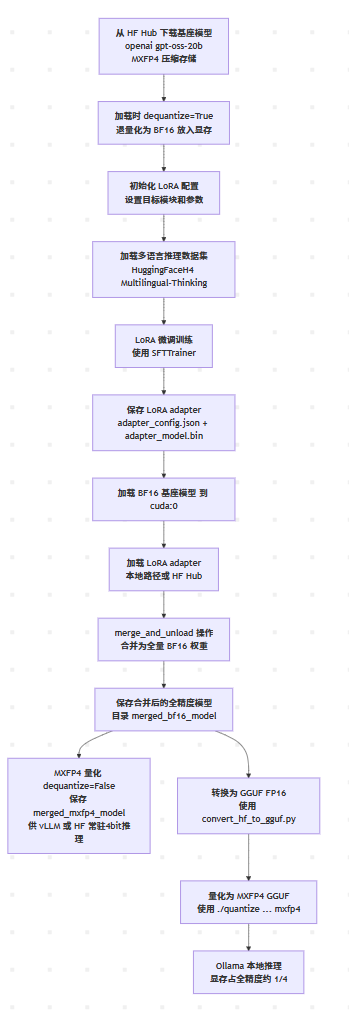 从 HF Hub 下载基座模型
openai gpt-oss-20b
MXFP4 压缩存储
加载时 dequantize=True
退量化为 BF16 放入显存
初始化 LoRA 配置
设置目标模块和参数
加载多语言推理数据集
HuggingFaceH4
Multilingual-Thinking
LoRA 微调训练
使用 SFTTrainer
保存 LoRA adapter
adapter_config.json +
adapter_model.bin
加载 BF16 基座模型 到
cuda:0
加载 LoRA adapter
本地路径或 HF Hub
merge_and_unload 操作
合并为全量 BF16 权重
保存合并后的全精度模型
目录 merged_bf16_model
MXFP4 量化
dequantize=False
保存
merged_mxfp4_model
供 vLLM 或 HF 常驻4bit推
理
转换为 GGUF FP16
使用
convert_hf_to_gguf.py
量化为 MXFP4 GGUF
使用 ./quantize ... mxfp4
Ollama 本地推理
显存占全精度约 1/4